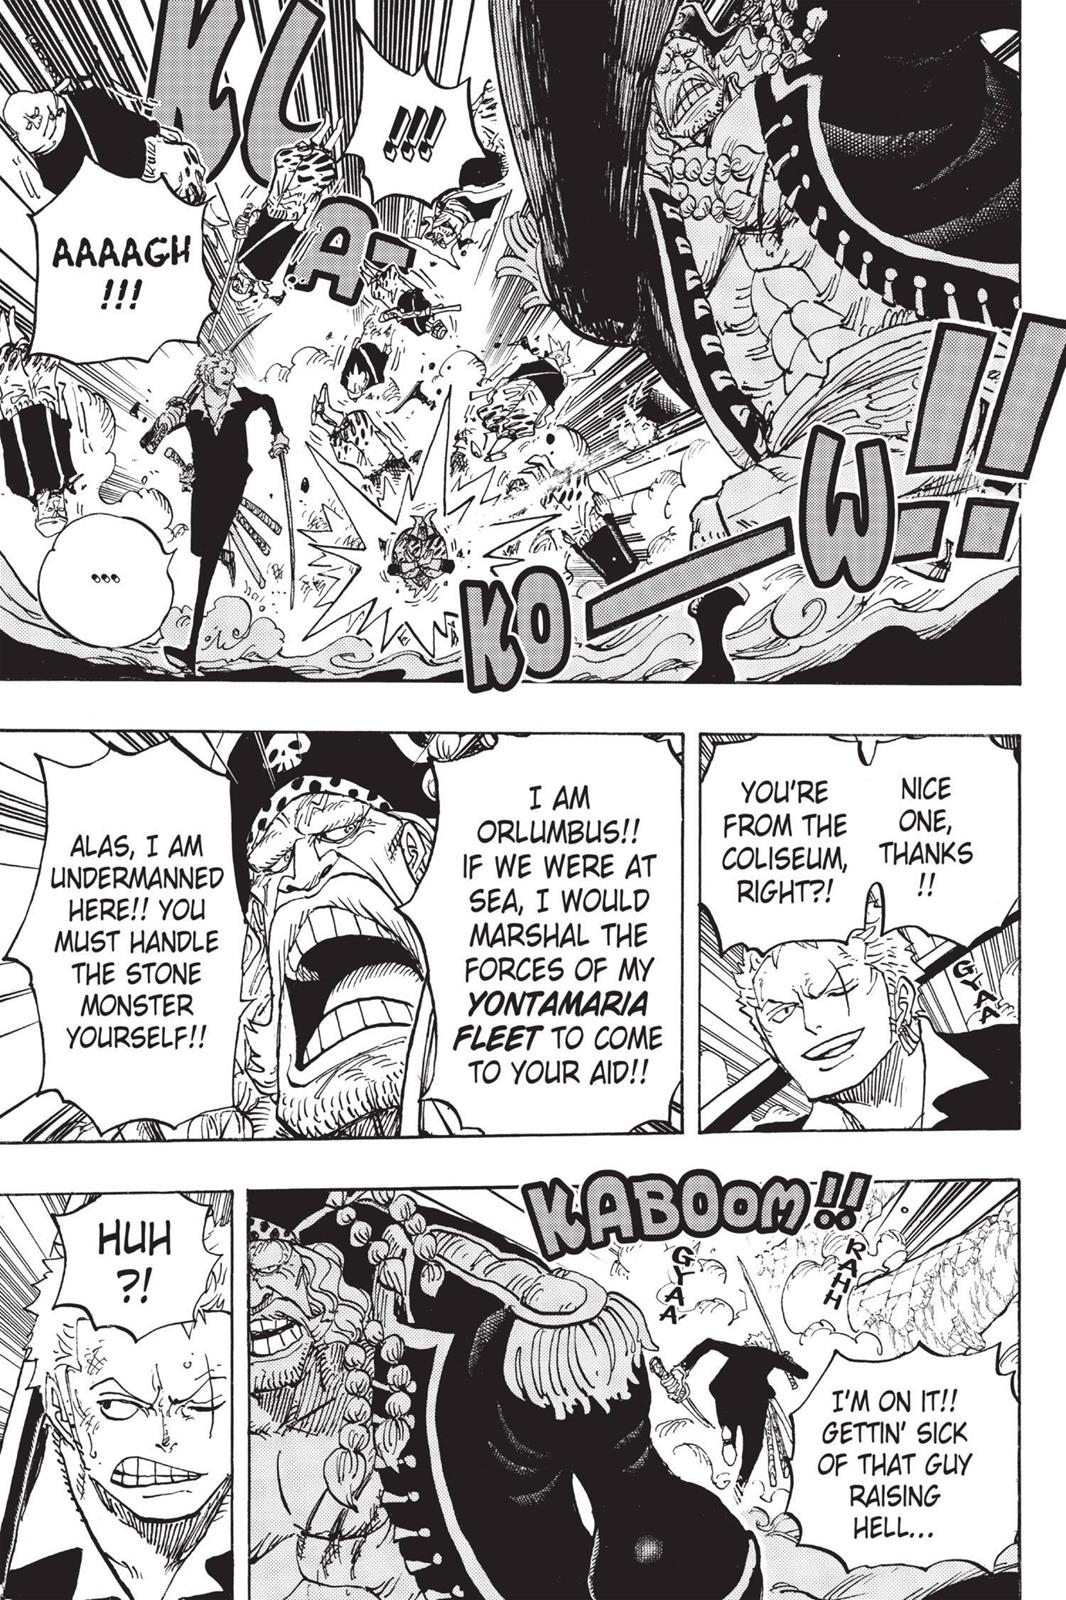 KL
A-
KO—W!!
!!!
AAAAGH
!!!
...
NICE
ONE,
THANKS
!!
YOU'RE
FROM THE
COLISEUM,
RIGHT?!
GYAA
I AM
ORLUMBUS!!
IF WE WERE AT
SEA, I WOULD
MARSHAL THE
FORCES OF MY
YONTAMARIA
FLEET TO COME
TO YOUR AID!!
ALAS, I AM
UNDERMANNED
HERE!! YOU
MUST HANDLE
THE STONE
MONSTER
YOURSELF!!
KABOOM!!
RAHH
GYAA
I'M ON IT!!
GETTIN' SICK
OF THAT GUY
RAISING
HELL...
HUH
?!